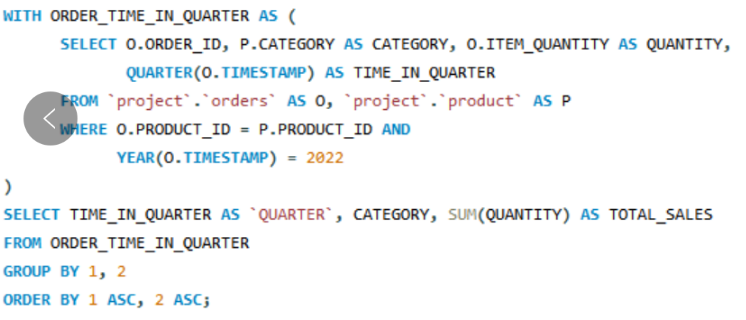 WITH ORDER_TIME_IN_QUARTER AS (
SELECT O.ORDER_ID, P.CATEGORY AS CATEGORY, O.ITEM_QUANTITY AS QUANTITY,
QUARTER(O.TIMESTAMP) AS TIME_IN_QUARTER
FROM `project`.`orders` AS O, `project`.`product` AS P
WHERE O.PRODUCT_ID = P.PRODUCT_ID AND
YEAR(O.TIMESTAMP) = 2022
)
SELECT TIME_IN_QUARTER AS `QUARTER`, CATEGORY, SUM(QUANTITY) AS TOTAL_SALES
FROM ORDER_TIME_IN_QUARTER
GROUP BY 1, 2
ORDER BY 1 ASC, 2 ASC;